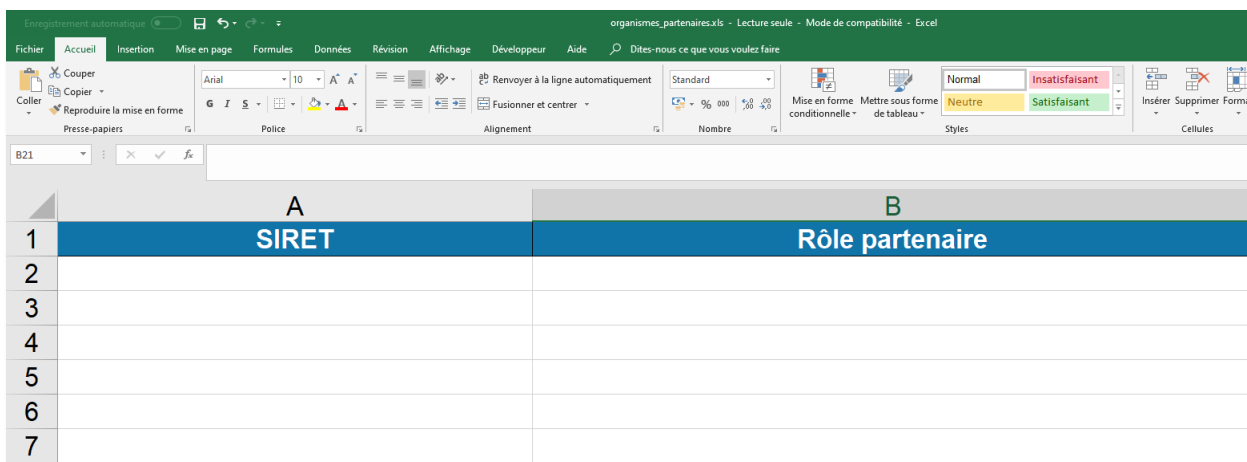 Enregistrement automatique
organismes_partenaires.xls - Lecture seule - Mode de compatibilité - Excel
Fichier Accueil Insertion Mise en page Formules Données Révision Affichage Développeur Aide Dites-nous ce que vous voulez faire
Coller
Couper
Copier
Reproduire la mise en forme
Presse-papiers
Arial 10 A A
G I S A
Police
ab Renvoyer à la ligne automatiquement
Fusionner et centrer
Alignement
Standard
% 000 ,00 ,00
Nombre
Mise en forme conditionnelle
Mettre sous forme de tableau
Normal Insatisfaisant
Neutre Satisfaisant
Styles
Insérer Supprimer Forma
Cellules
B21 fx
A B
1 SIRET Rôle partenaire
2
3
4
5
6
7